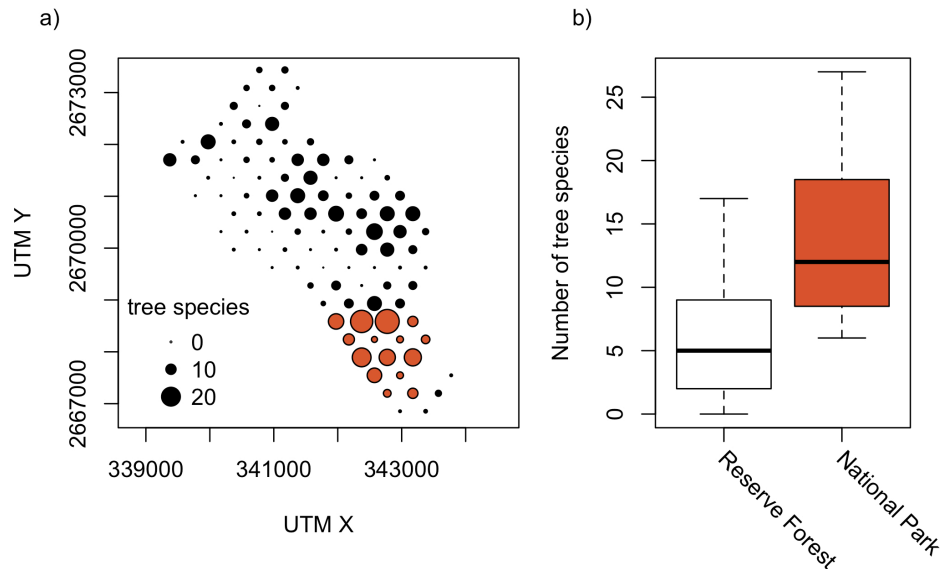 a)
2673000
2670000
2667000
UTM Y
tree species
0
10
20
339000 341000 343000
UTM X
b)
25
20
15
10
5
0
Number of tree species
Reserve Forest
National Park